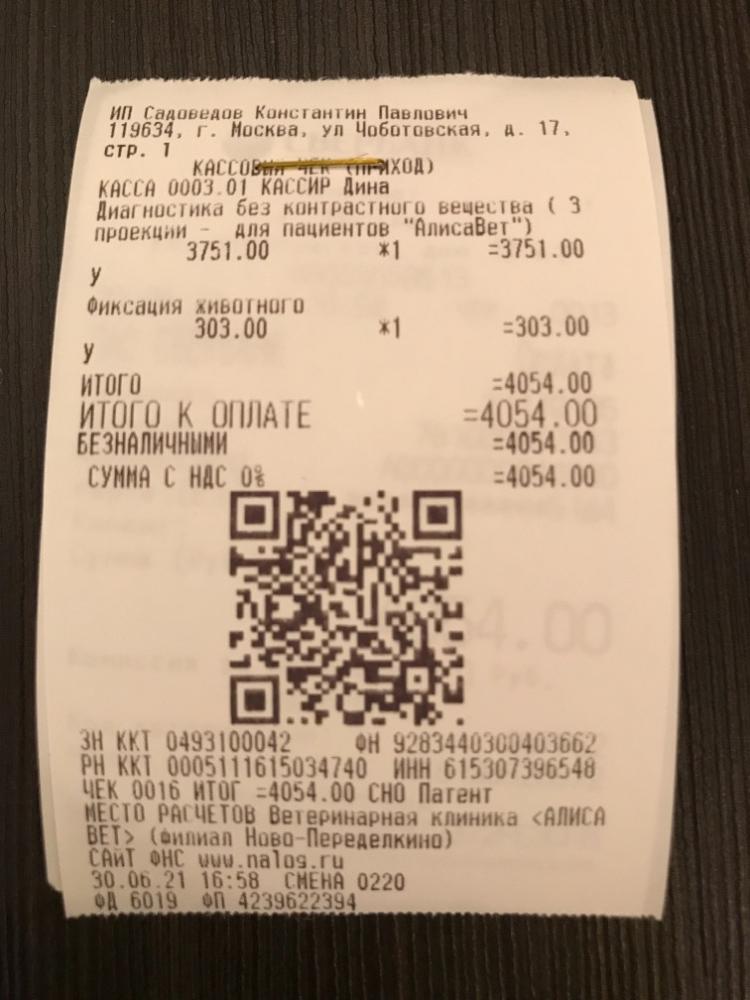 ИП Садоведов Константин Павлович
119634, г. Москва, ул Чоботовская, д. 17,
стр. 1
КАССОВЫЙ ЧЕК (ПРИХОД)
КАССА 0003.01 КАССИР Дина
Диагностика без контрастного вещества ( 3
проекции - для пациентов "АлисаВет")
3751.00 *1 =3751.00
У
Фиксация животного
303.00 *1 =303.00
У
ИТОГО =4054.00
ИТОГО К ОПЛАТЕ =4054.00
БЕЗНАЛИЧНЫМИ =4054.00
СУММА С НДС 0% =4054.00
ЗН ККТ 0493100042 ФН 9283440300403662
РН ККТ 0005111615034740 ИНН 615307396548
ЧЕК 0016 ИТОГ =4054.00 СНО Патент
МЕСТО РАСЧЕТОВ Ветеринарная клиника <АЛИСА
ВЕТ> (филиал Ново-Переделкино)
САЙТ ФНС www.nalog.ru
30.06.21 16:58 СМЕНА 0220
ФД 6019 ФП 4239622394